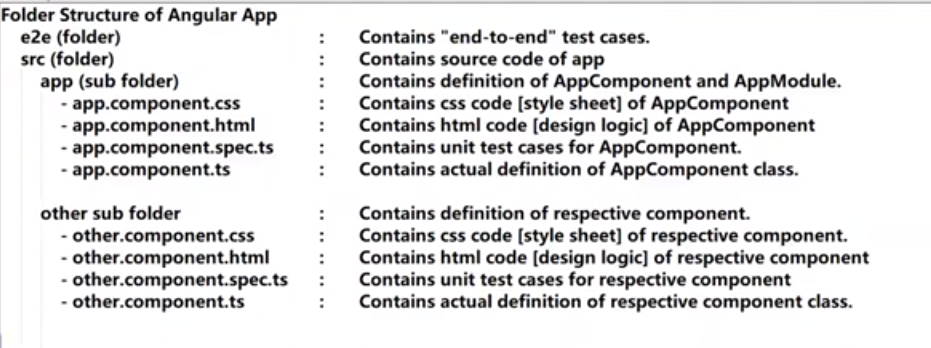 Folder Structure of Angular App
e2e (folder) : Contains "end-to-end" test cases.
src (folder) : Contains source code of app
app (sub folder) : Contains definition of AppComponent and AppModule.
- app.component.css : Contains css code [style sheet] of AppComponent
- app.component.html : Contains html code [design logic] of AppComponent
- app.component.spec.ts : Contains unit test cases for AppComponent.
- app.component.ts : Contains actual definition of AppComponent class.
other sub folder : Contains definition of respective component.
- other.component.css : Contains css code [style sheet] of respective component.
- other.component.html : Contains html code [design logic] of respective component
- other.component.spec.ts : Contains unit test cases for respective component
- other.component.ts : Contains actual definition of respective component class.